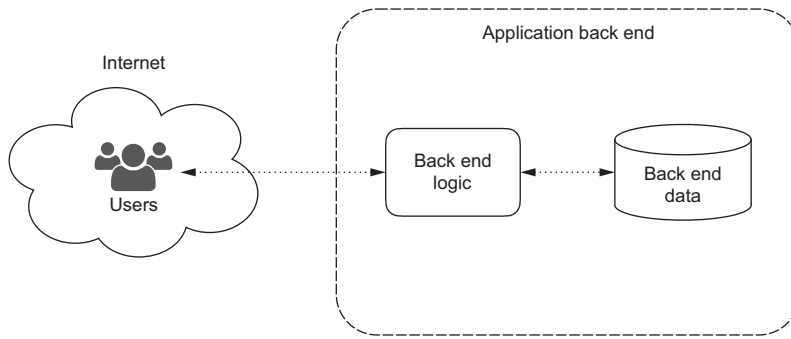 Application back end
Internet
Back end
logic
Back end
data
Users